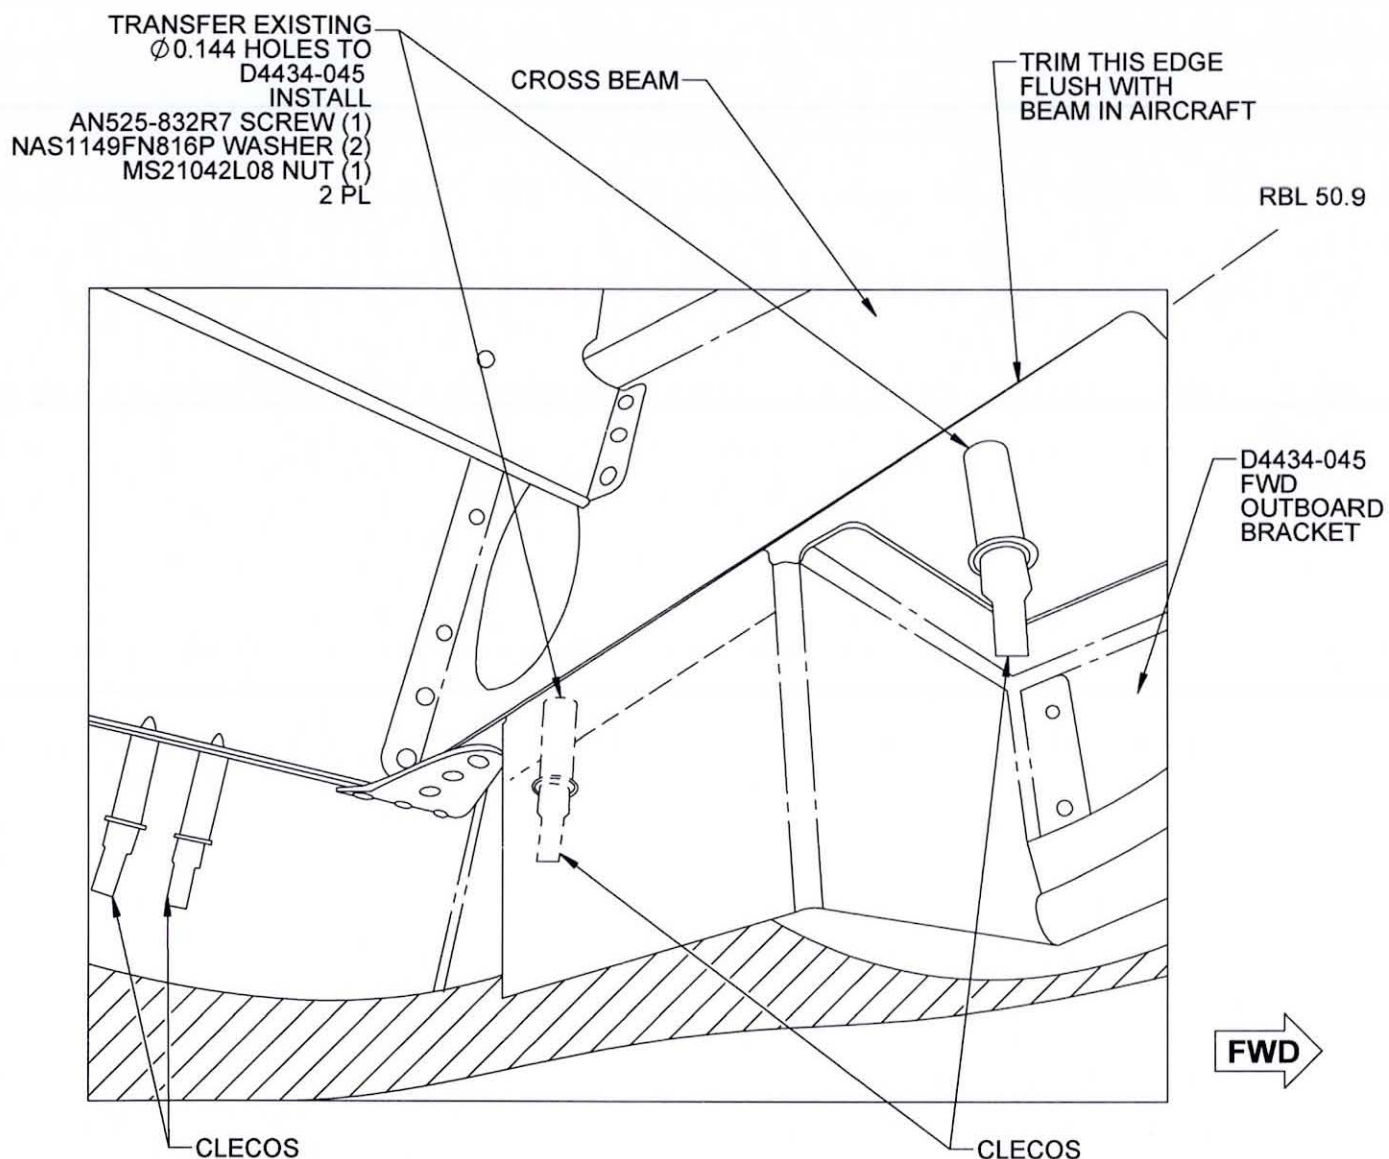 TRANSFER EXISTING
Ø0.144 HOLES TO
D4434-045
INSTALL
AN525-832R7 SCREW (1)
NAS1149FN816P WASHER (2)
MS21042L08 NUT (1)
2 PL
CROSS BEAM
TRIM THIS EDGE
FLUSH WITH
BEAM IN AIRCRAFT
RBL 50.9
D4434-045
FWD
OUTBOARD
BRACKET
FWD
CLECOS
CLECOS